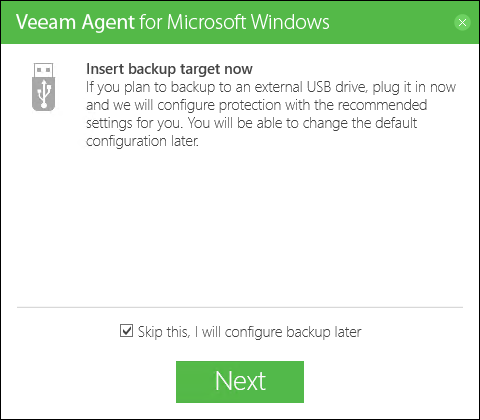 Veeam Agent for Microsoft Windows
Insert backup target now
If you plan to backup to an external USB drive, plug it in now
and we will configure protection with the recommended
settings for you. You will be able to change the default
configuration later.
Skip this, I will configure backup later
Next